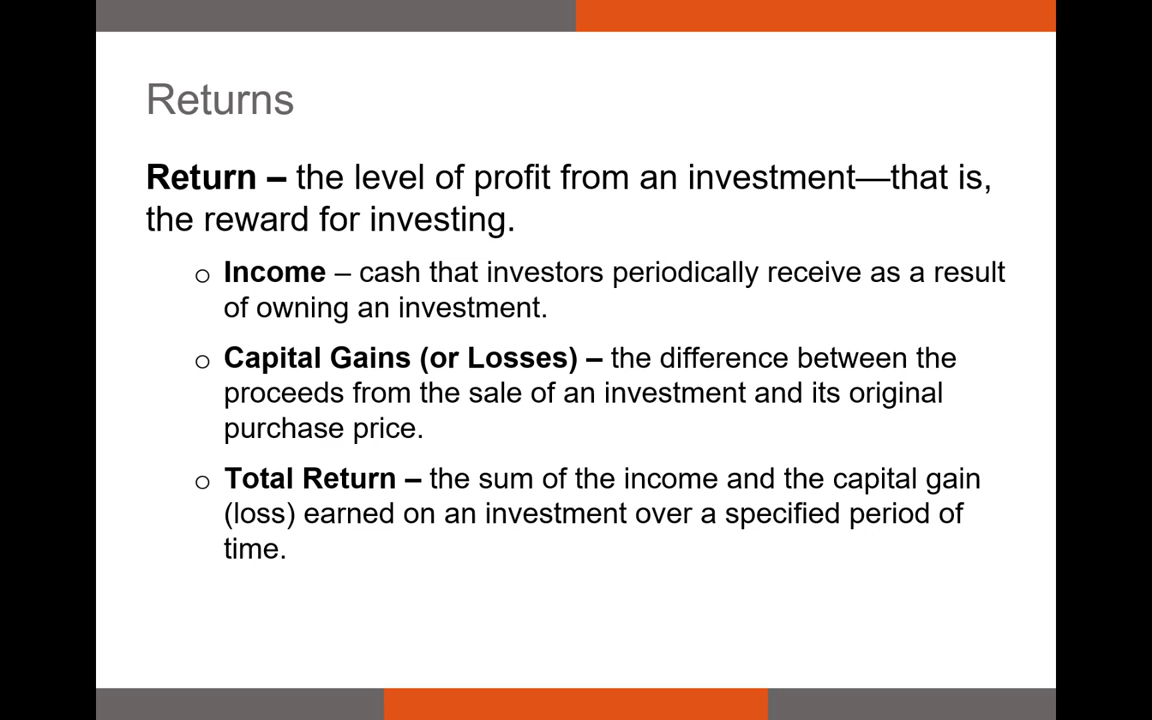 Returns
Return – the level of profit from an investment—that is,
the reward for investing.
o Income – cash that investors periodically receive as a result
of owning an investment.
o Capital Gains (or Losses) – the difference between the
proceeds from the sale of an investment and its original
purchase price.
o Total Return – the sum of the income and the capital gain
(loss) earned on an investment over a specified period of
time.